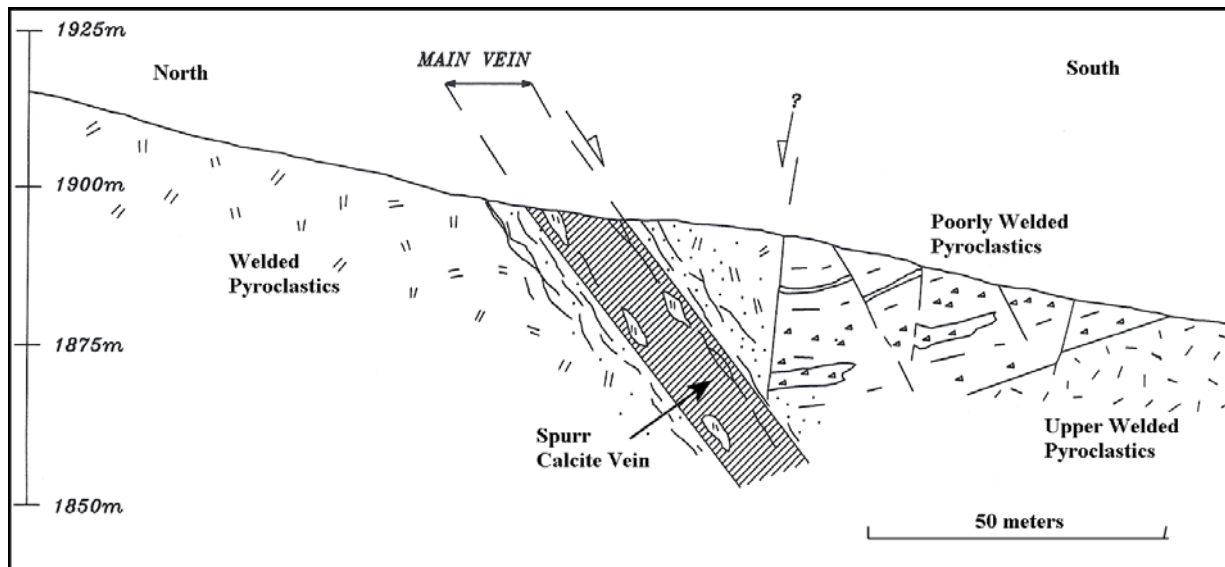 1925m
North
MAIN VEIN
South
?
1900m
Poorly Welded
Pyroclastics
Welded
Pyroclastics
1875m
Spurr
Calcite Vein
Upper Welded
Pyroclastics
1850m
50 meters